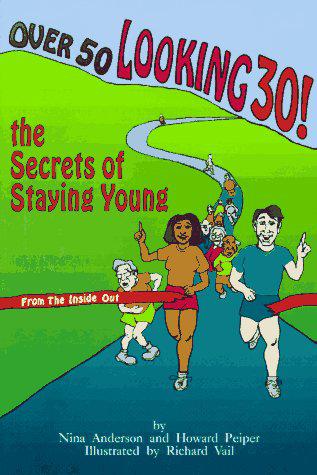 OVER 50 LOOKING 30!
the
Secrets of
Staying Young
From The Inside Out
by
Nina Anderson and Howard Peiper
Illustrated by Richard Vail